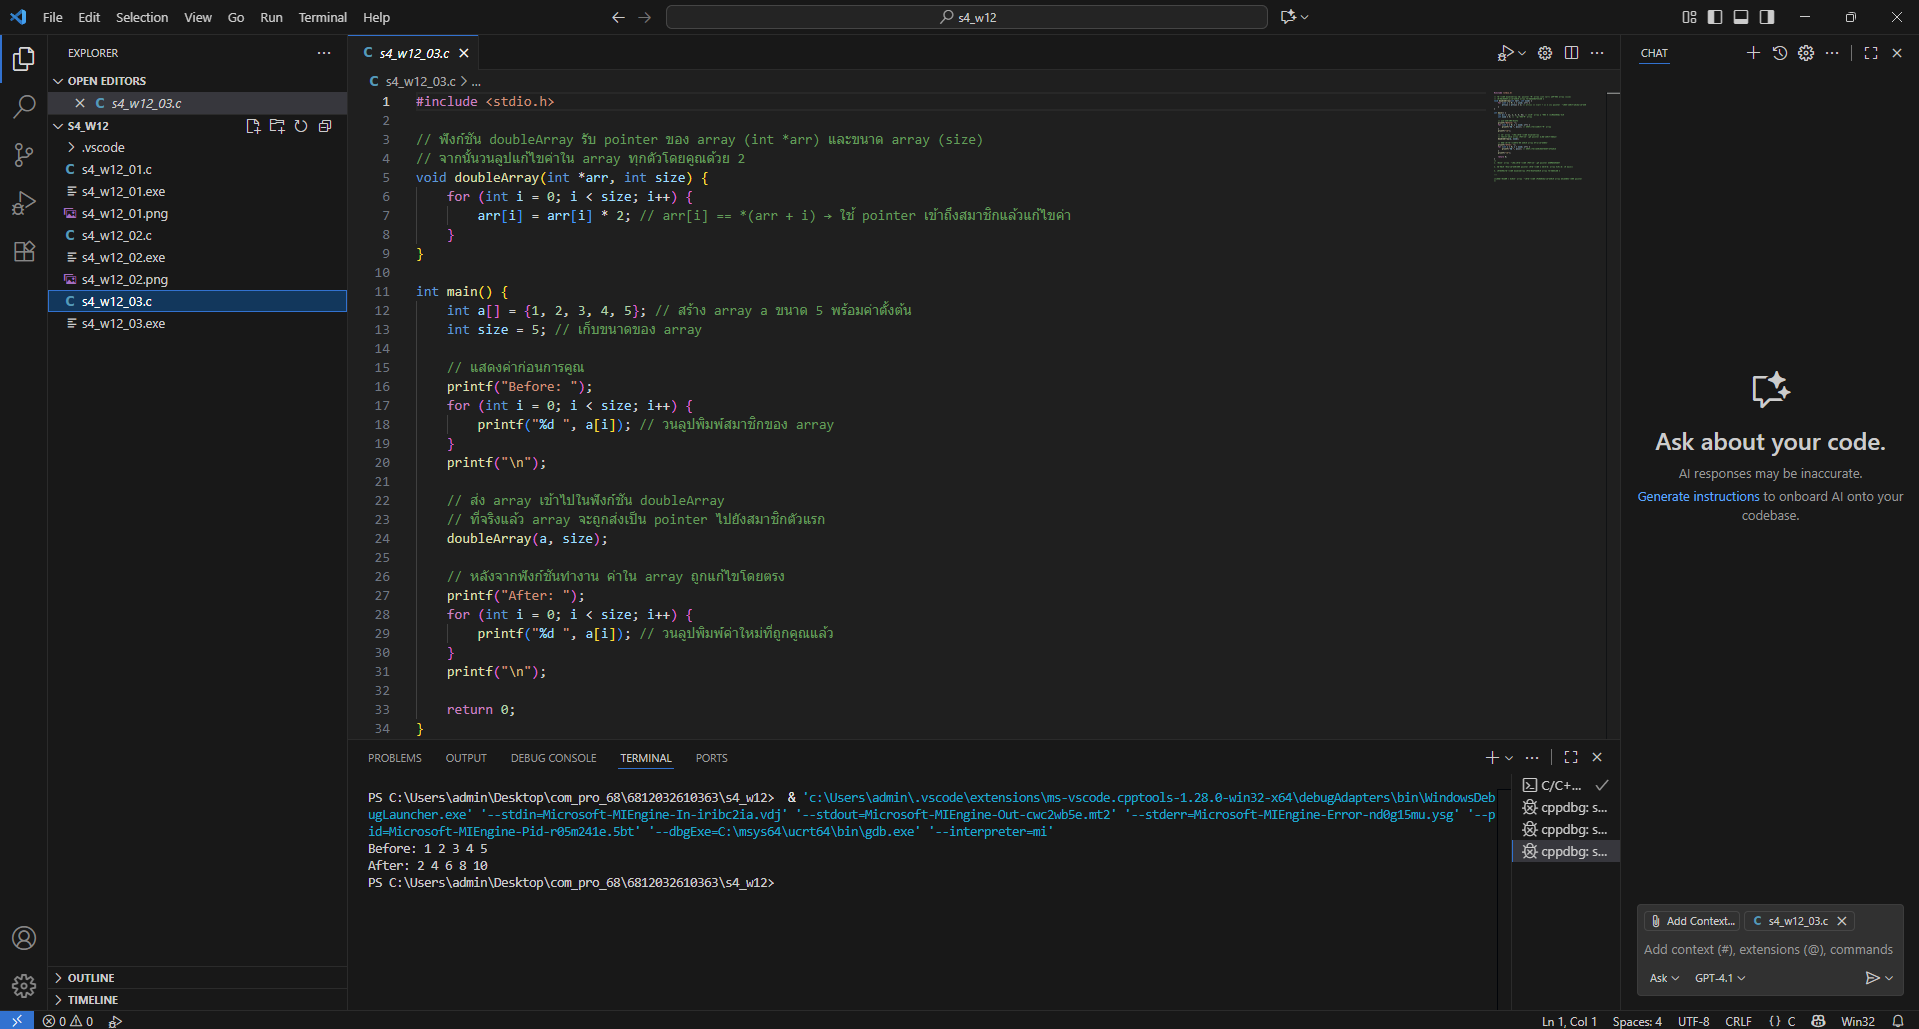 File Edit Selection View Go Run Terminal Help
s4_w12
EXPLORER
OPEN EDITORS
s4_w12_03.c
S4_W12
.vscode
C s4_w12_01.c
s4_w12_01.exe
s4_w12_01.png
C s4_w12_02.c
s4_w12_02.exe
s4_w12_02.png
C s4_w12_03.c
s4_w12_03.exe
OUTLINE
TIMELINE
C s4_w12_03.c
C s4_w12_03.c > ...
1 #include <stdio.h>
2
3 // ฟังก์ชัน doubleArray รับ pointer ของ array (int *arr) และขนาด array (size)
4 // จากนั้นวนลูปแก้ไขค่าใน array ทุกตัวโดยคูณด้วย 2
5 void doubleArray(int *arr, int size) {
6 for (int i = 0; i < size; i++) {
7 arr[i] = arr[i] * 2; // arr[i] == *(arr + i) → ใช้ pointer เข้าถึงสมาชิกแล้วแก้ไขค่า
8 }
9 }
10
11 int main() {
12 int a[] = {1, 2, 3, 4, 5}; // สร้าง array a ขนาด 5 พร้อมค่าตั้งต้น
13 int size = 5; // เก็บขนาดของ array
14
15 // แสดงค่าก่อนการคูณ
16 printf("Before: ");
17 for (int i = 0; i < size; i++) {
18 printf("%d ", a[i]); // วนลูปพิมพ์สมาชิกของ array
19 }
20 printf("\n");
21
22 // ส่ง array เข้าไปในฟังก์ชัน doubleArray
23 // ที่จริงแล้ว array จะถูกส่งเป็น pointer ไปยังสมาชิกตัวแรก
24 doubleArray(a, size);
25
26 // หลังจากฟังก์ชันทำงาน ค่าใน array ถูกแก้ไขโดยตรง
27 printf("After: ");
28 for (int i = 0; i < size; i++) {
29 printf("%d ", a[i]); // วนลูปพิมพ์ค่าใหม่ที่ถูกคูณแล้ว
30 }
31 printf("\n");
32
33 return 0;
34 }
PROBLEMS OUTPUT DEBUG CONSOLE TERMINAL PORTS
PS C:\Users\admin\Desktop\com_pro_68\6812032610363\s4_w12> & 'c:\Users\admin\.vscode\extensions\ms-vscode.cpptools-1.28.0-win32-x64\debugAdapters\bin\WindowsDeb
ugLauncher.exe' '--stdin=Microsoft-MIEngine-In-iribc2ia.vdj' '--stdout=Microsoft-MIEngine-Out-cwc2wb5e.mt2' '--stderr=Microsoft-MIEngine-Error-nd0g15mu.ysg' '--p
id=Microsoft-MIEngine-Pid-r05m241e.5bt' '--dbgExe=C:\msys64\ucrt64\bin\gdb.exe' '--interpreter=mi'
Before: 1 2 3 4 5
After: 2 4 6 8 10
PS C:\Users\admin\Desktop\com_pro_68\6812032610363\s4_w12>
C/C+...
cppdbg: s...
cppdbg: s...
cppdbg: s...
CHAT
Ask about your code.
AI responses may be inaccurate.
Generate instructions to onboard AI onto your
codebase.
Add Context... C s4_w12_03.c
Add context (#), extensions (@), commands
Ask GPT-4.1
0 0
Ln 1, Col 1 Spaces: 4 UTF-8 CRLF {} C Win32